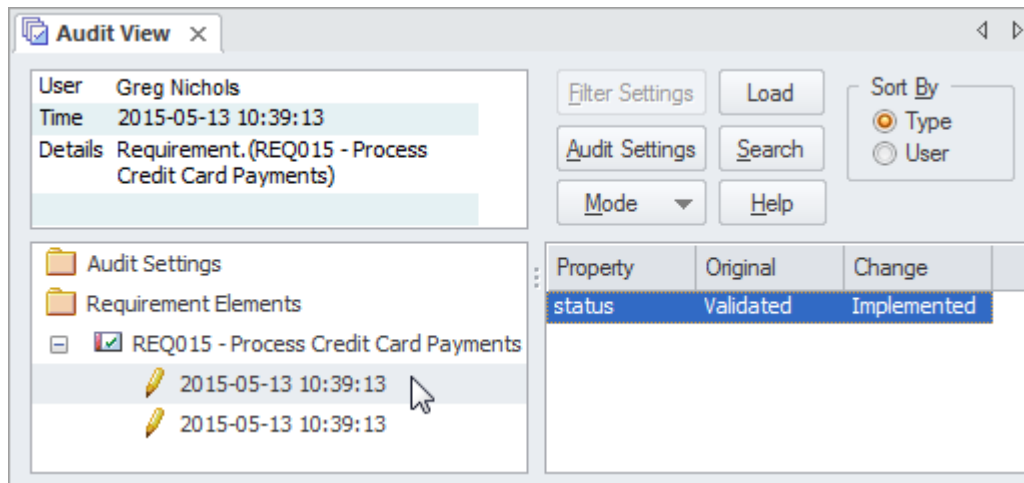 Audit View
User Greg Nichols
Time 2015-05-13 10:39:13
Details Requirement.(REQ015 - Process
Credit Card Payments)
Filter Settings Load
Audit Settings Search
Mode Help
Sort By
Type
User
Audit Settings
Requirement Elements
REQ015 - Process Credit Card Payments
2015-05-13 10:39:13
2015-05-13 10:39:13
Property Original Change
status Validated Implemented